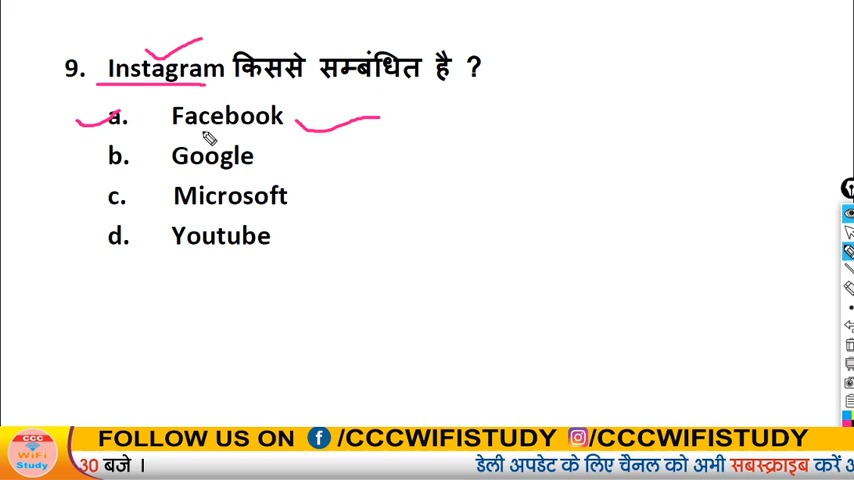 9. Instagram किससे सम्बंधित है ?
a. Facebook
b. Google
c. Microsoft
d. Youtube
FOLLOW US ON /CCCWIFISTUDY /CCCWIFISTUDY
CCC
WiFi
Study
30 बजे । डेली अपडेट के लिए चैनल को अभी सबस्क्राइब करें